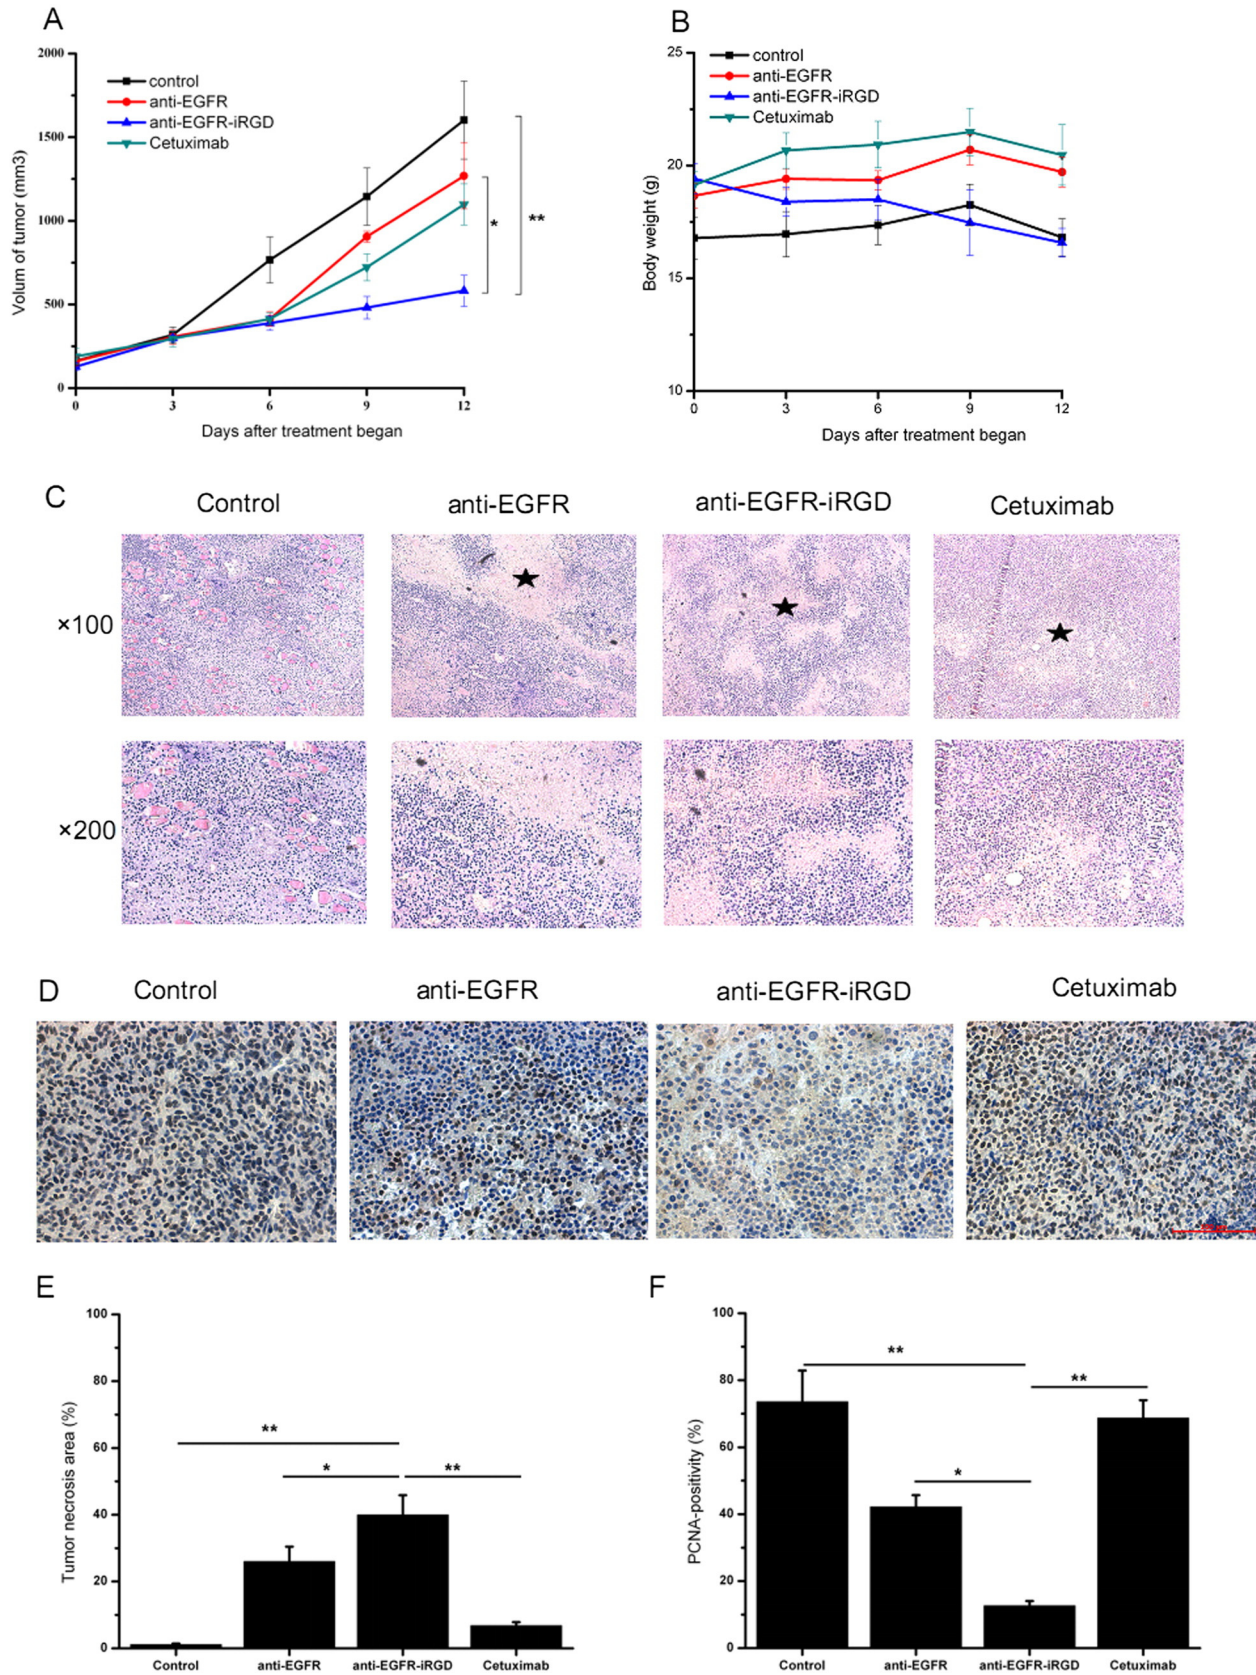 A
2000
1500
1000
500
0
0 3 6 9 12
Volum of tumor (mm3)
Days after treatment began
control
anti-EGFR
anti-EGFR-iRGD
Cetuximab
*
**
B
25
20
15
10
0 3 6 9 12
Body weight (g)
Days after treatment began
control
anti-EGFR
anti-EGFR-iRGD
Cetuximab
C
Control anti-EGFR anti-EGFR-iRGD Cetuximab
×100
×200
D
Control anti-EGFR anti-EGFR-iRGD Cetuximab
E
100
80
60
40
20
0
Tumor necrosis area (%)
**
* **
Control anti-EGFR anti-EGFR-iRGD Cetuximab
F
100
80
60
40
20
0
PCNA-positivity (%)
**
**
*
Control anti-EGFR anti-EGFR-iRGD Cetuximab